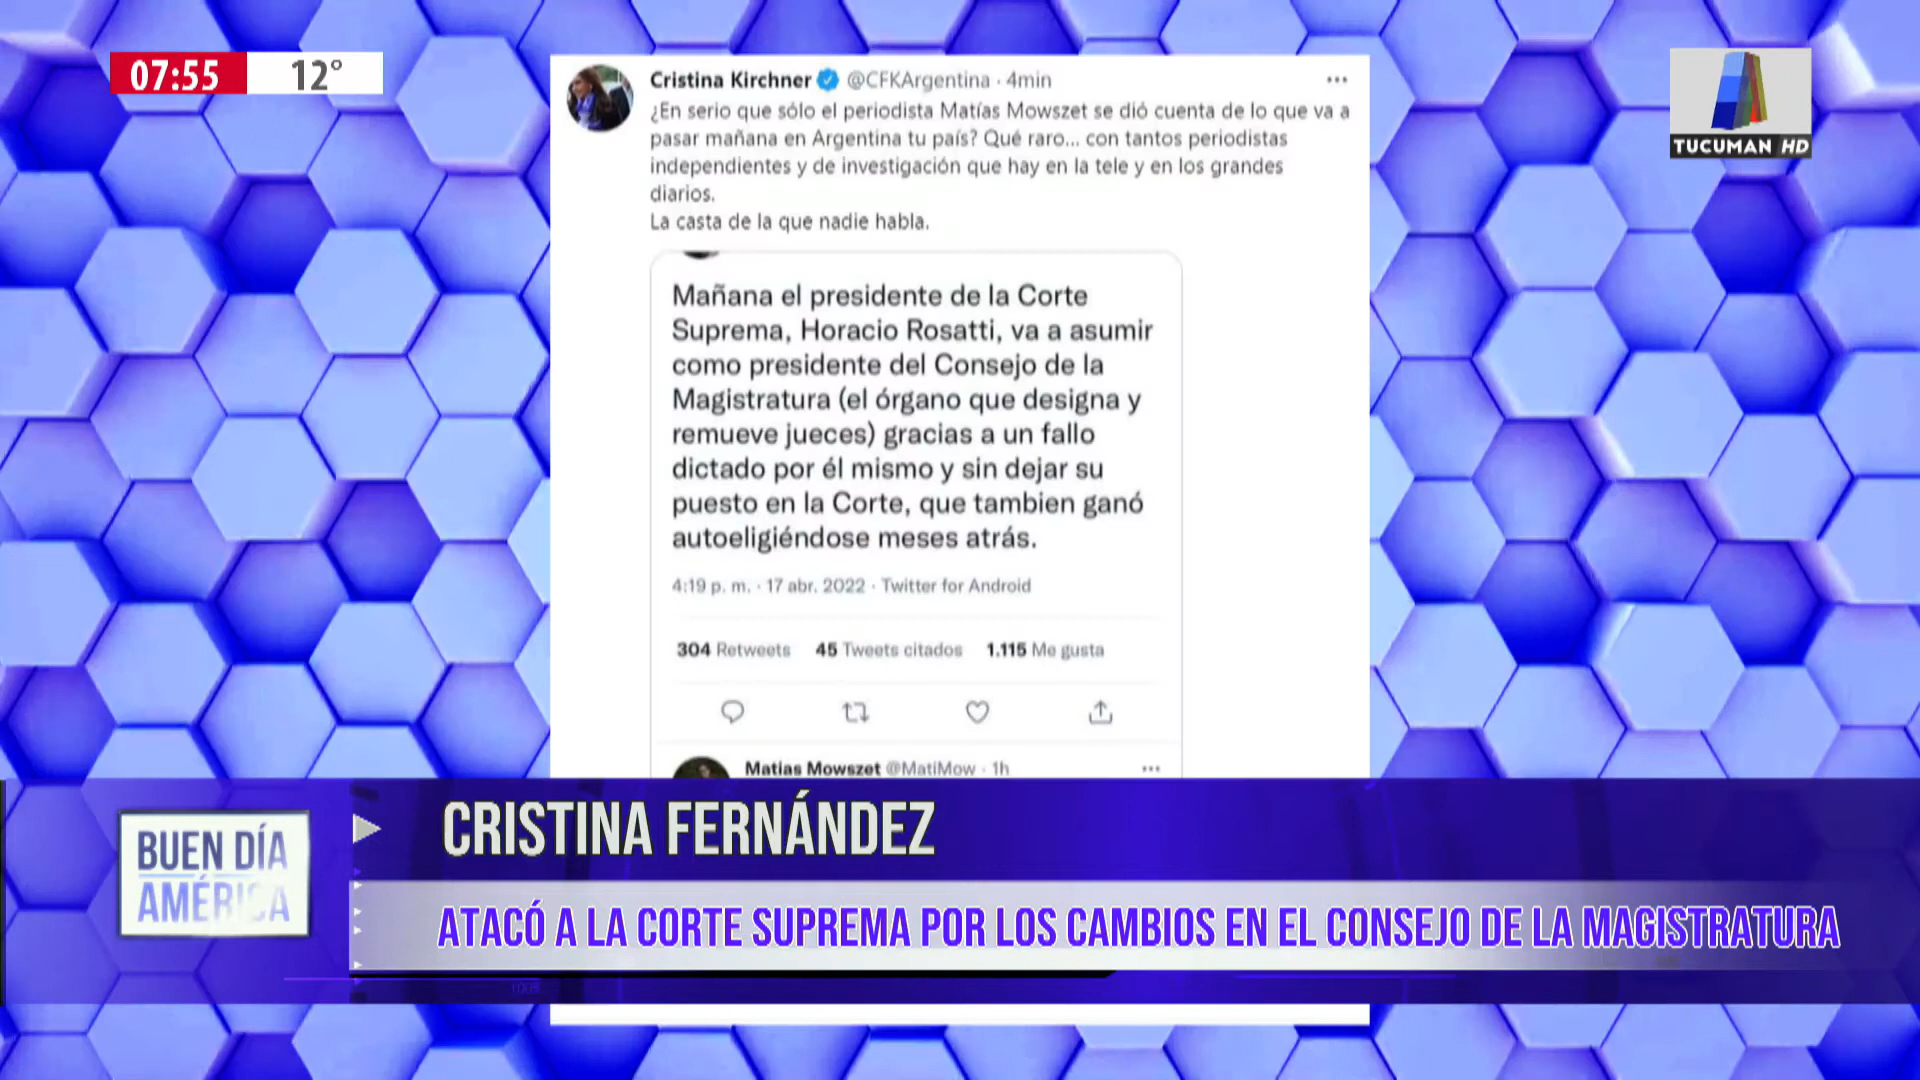 07:55 12°
TUCUMAN HD
Cristina Kirchner @CFKArgentina · 4min
¿En serio que sólo el periodista Matías Mowszet se dió cuenta de lo que va a
pasar mañana en Argentina tu país? Qué raro... con tantos periodistas
independientes y de investigación que hay en la tele y en los grandes
diarios.
La casta de la que nadie habla.
Mañana el presidente de la Corte
Suprema, Horacio Rosatti, va a asumir
como presidente del Consejo de la
Magistratura (el órgano que designa y
remueve jueces) gracias a un fallo
dictado por él mismo y sin dejar su
puesto en la Corte, que tambien ganó
autoeligiéndose meses atrás.
4:19 p. m. · 17 abr. 2022 · Twitter for Android
304 Retweets 45 Tweets citados 1.115 Me gusta
Matias Mowszet @MatiMow · 1h
BUEN DÍA
AMÉRICA
CRISTINA FERNÁNDEZ
ATACÓ A LA CORTE SUPREMA POR LOS CAMBIOS EN EL CONSEJO DE LA MAGISTRATURA